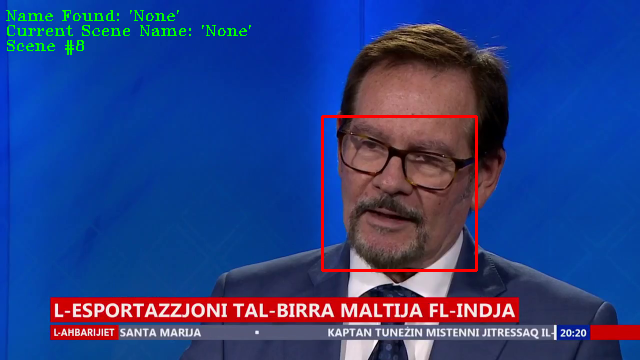 Name Found: 'None'
Current Scene Name: 'None'
Scene #8
L-ESPORTAZZJONI TAL-BIRRA MALTIJA FL-INDJA
L-AĦBARIJIET SANTA MARIJA ▪ KAPTAN TUNEŻIN MISTENNI JITRESSAQ IL- 20:20